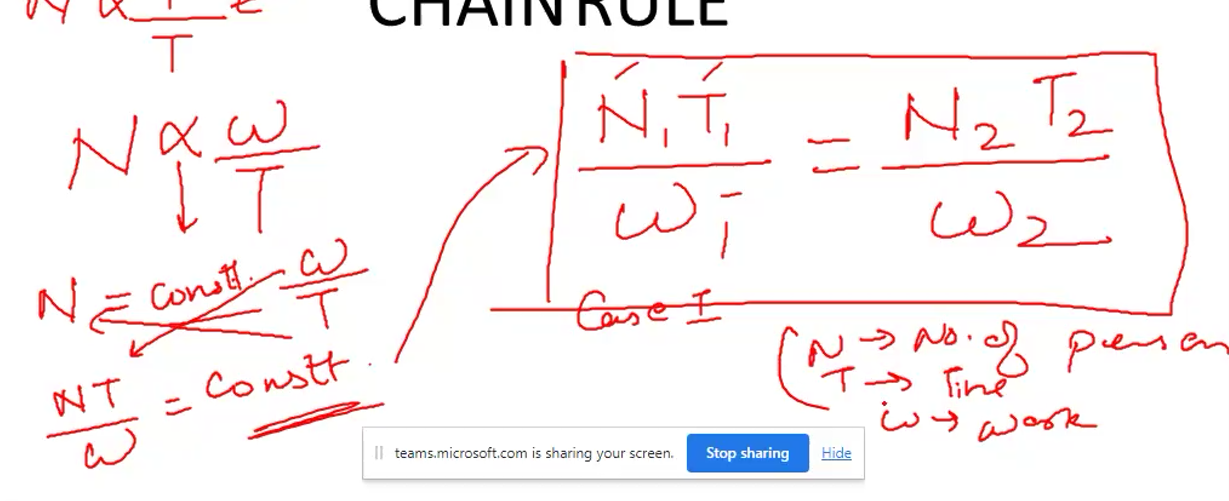 CHAIN RULE
T
N ∝ W/T
N = Constt. W/T
NT/W = Constt.
N₁T₁/W₁ = N₂T₂/W₂
Case I
(N → No. of person
T → Time
W → Work
teams.microsoft.com is sharing your screen. Stop sharing Hide